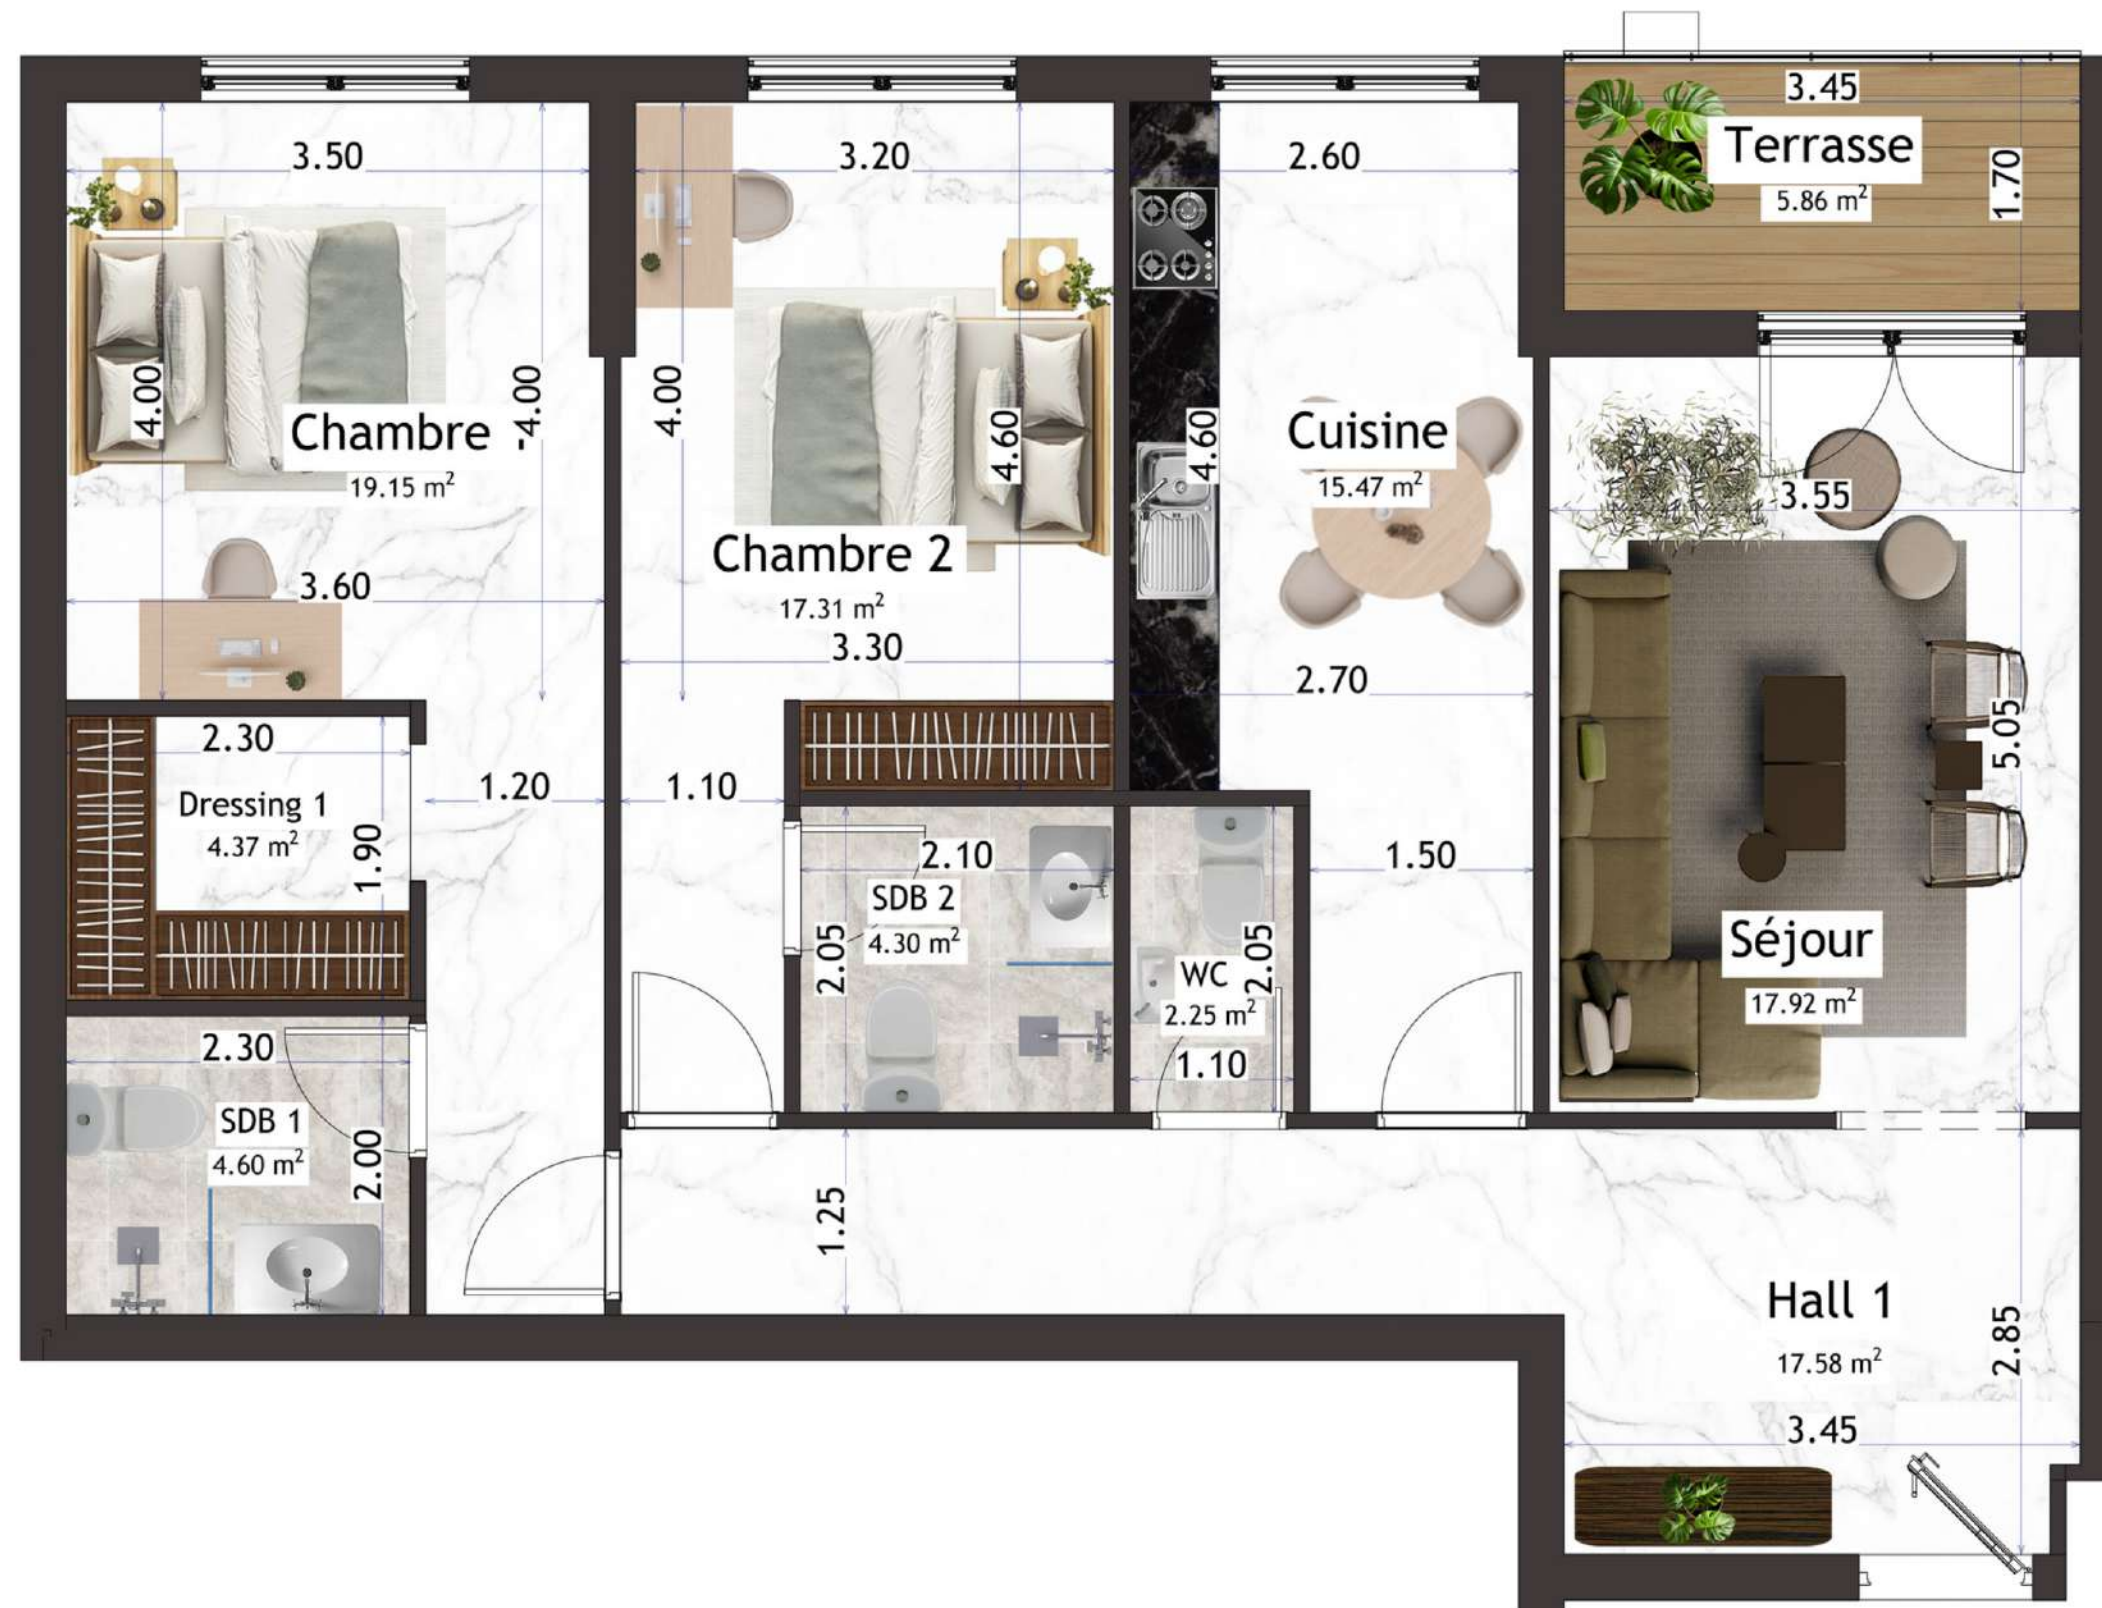 3.50
3.20
2.60
3.45
Terrasse
5.86 m²
1.70
4.00
Chambre
19.15 m²
4.00
4.00
4.60
4.60
Cuisine
15.47 m²
3.55
Chambre 2
17.31 m²
3.60
3.30
2.70
5.05
2.30
Dressing 1
4.37 m²
1.90
1.20
1.10
2.10
SDB 2
4.30 m²
2.05
WC
2.25 m²
2.05
1.10
1.50
Séjour
17.92 m²
2.30
SDB 1
4.60 m²
2.00
1.25
Hall 1
17.58 m²
2.85
3.45